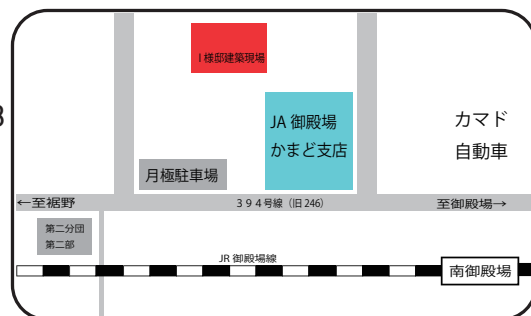 I様邸建築現場
JA 御殿場
かまど支店
カマド
自動車
月極駐車場
←至裾野
394号線(旧246)
至御殿場→
第二分団
第二部
JR 御殿場線
南御殿場